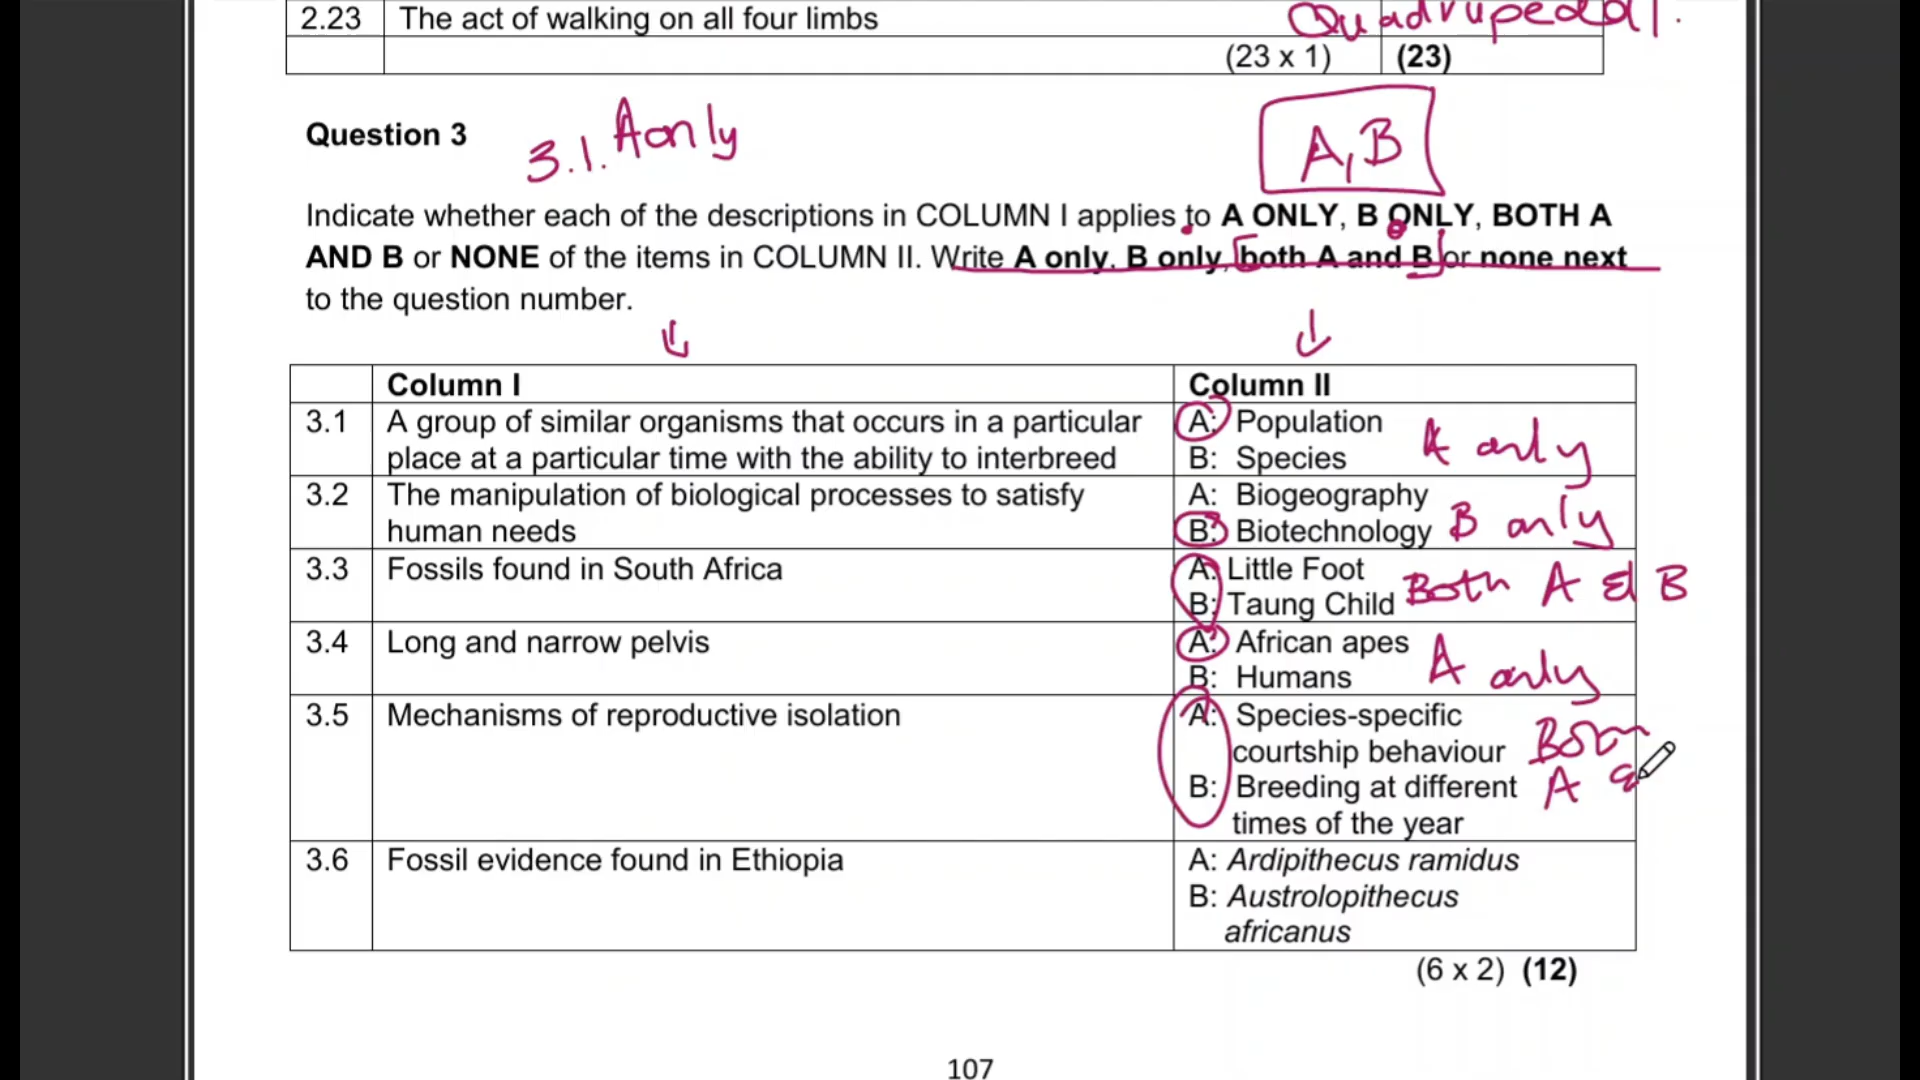 2.23 The act of walking on all four limbs Quadrupedal.
(23 x 1) (23)
Question 3 3.1. A only A, B
Indicate whether each of the descriptions in COLUMN I applies to A ONLY, B ONLY, BOTH A
AND B or NONE of the items in COLUMN II. Write A only, B only, both A and B or none next
to the question number.
Column I Column II
3.1 A group of similar organisms that occurs in a particular A: Population
place at a particular time with the ability to interbreed B: Species A only
3.2 The manipulation of biological processes to satisfy A: Biogeography
human needs B: Biotechnology B only
3.3 Fossils found in South Africa A: Little Foot
B: Taung Child Both A & B
3.4 Long and narrow pelvis A: African apes
B: Humans A only
3.5 Mechanisms of reproductive isolation A: Species-specific
courtship behaviour Both
B: Breeding at different A &
times of the year
3.6 Fossil evidence found in Ethiopia A: Ardipithecus ramidus
B: Austrolopithecus
africanus
(6 x 2) (12)
107